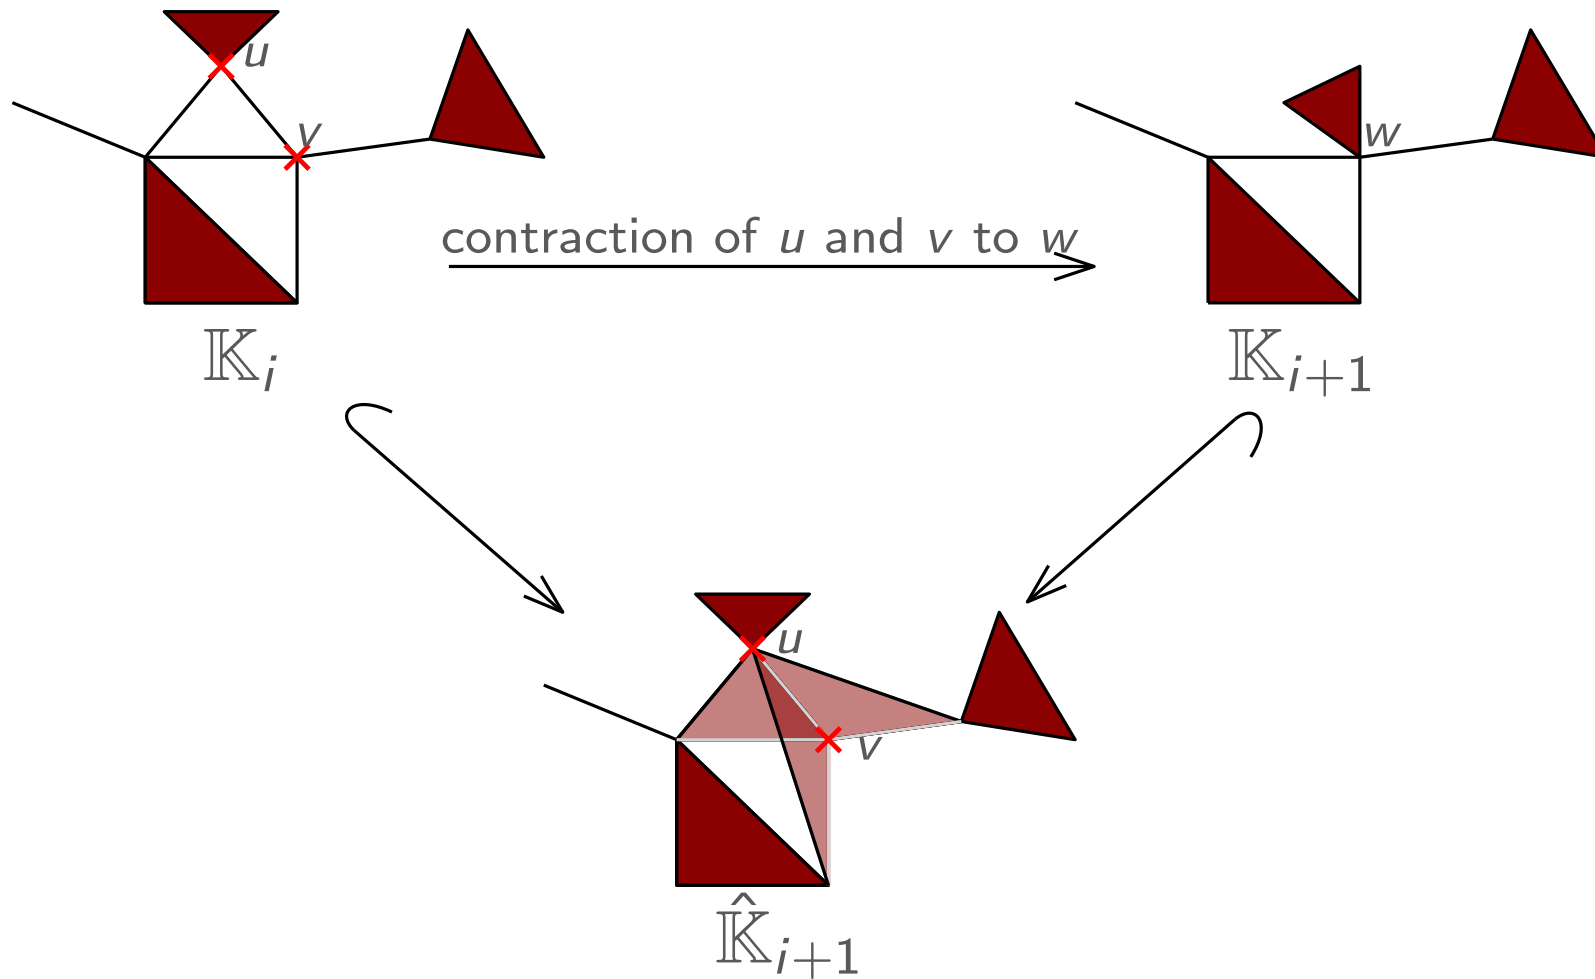 u
v
w
contraction of u and v to w
𝕂ᵢ
𝕂ᵢ₊₁
u
v
𝕂̂ᵢ₊₁